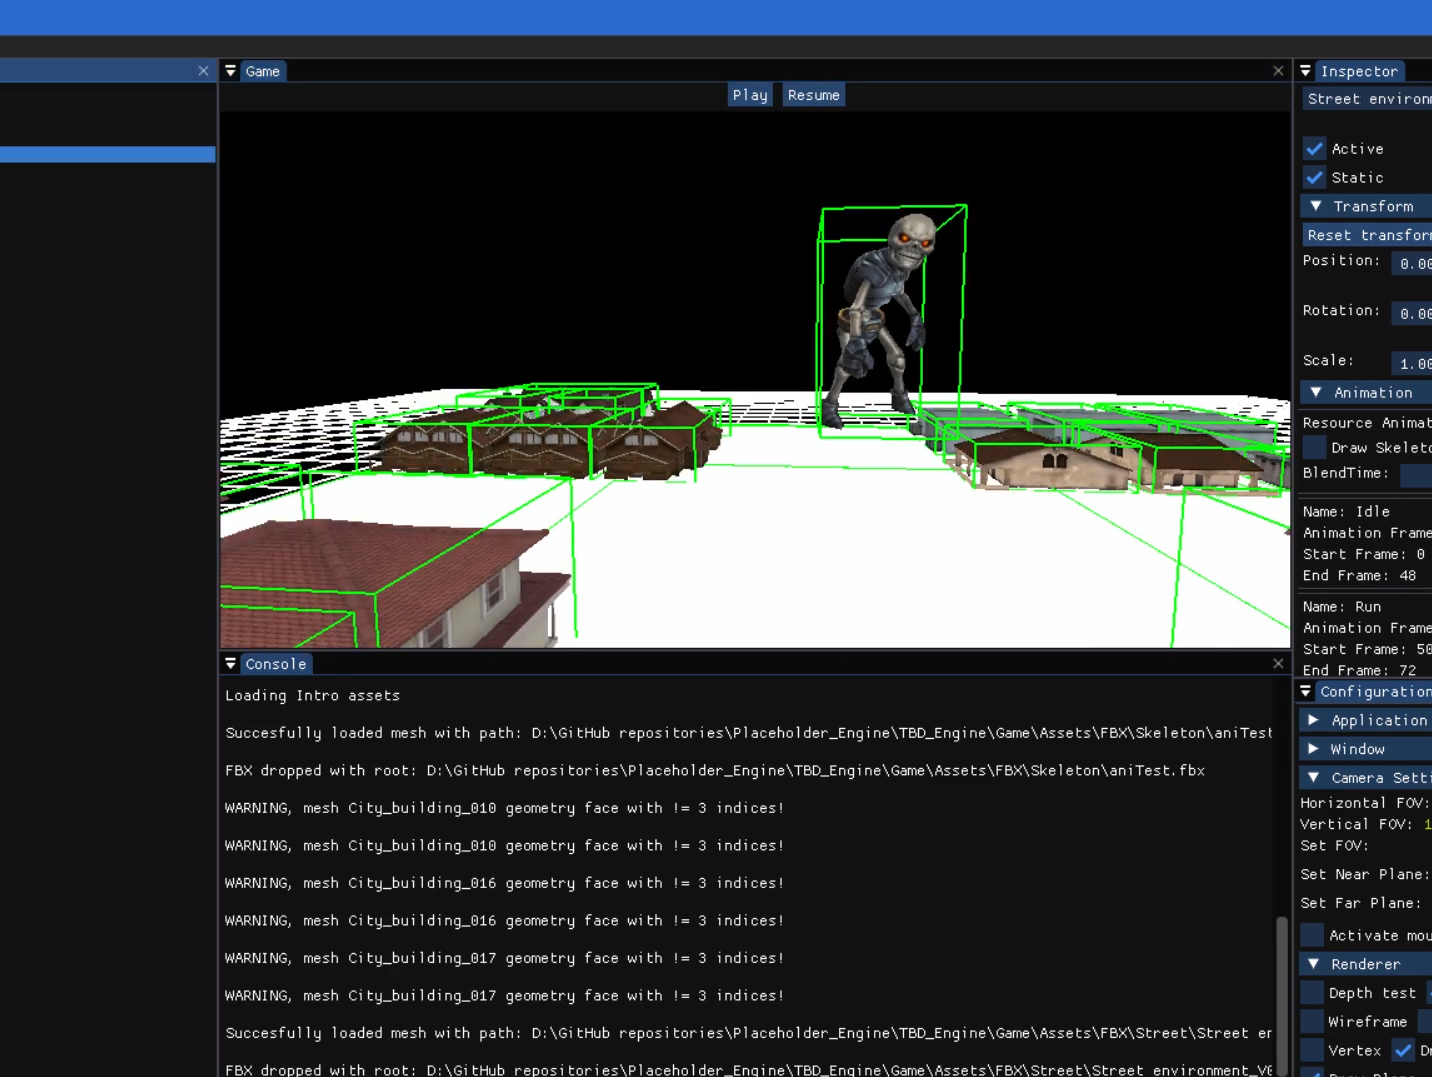 Game
Play Resume
Loading Intro assets
Console
Succesfully loaded mesh with path: D:\GitHub repositories\Placeholder_Engine\TBD_Engine\Game\Assets\FBX\Skeleton\aniTest
FBX dropped with root: D:\GitHub repositories\Placeholder_Engine\TBD_Engine\Game\Assets\FBX\Skeleton\aniTest.fbx
WARNING, mesh City_building_010 geometry face with != 3 indices!
WARNING, mesh City_building_010 geometry face with != 3 indices!
WARNING, mesh City_building_016 geometry face with != 3 indices!
WARNING, mesh City_building_016 geometry face with != 3 indices!
WARNING, mesh City_building_017 geometry face with != 3 indices!
WARNING, mesh City_building_017 geometry face with != 3 indices!
Succesfully loaded mesh with path: D:\GitHub repositories\Placeholder_Engine\TBD_Engine\Game\Assets\FBX\Street\Street en
FBX dropped with root: D:\GitHub repositories\Placeholder_Engine\TBD_Engine\Game\Assets\FBX\Street\Street environment_V0
Inspector
Street environm
Active
Static
Transform
Reset transform
Position: 0.00
Rotation: 0.00
Scale: 1.00
Animation
Resource Animat
Draw Skeleto
BlendTime:
Name: Idle
Animation Frame
Start Frame: 0
End Frame: 48
Name: Run
Animation Frame
Start Frame: 50
End Frame: 72
Configuration
Application
Window
Camera Setti
Horizontal FOV:
Vertical FOV: 1
Set FOV:
Set Near Plane:
Set Far Plane:
Activate mou
Renderer
Depth test
Wireframe
Vertex Dr